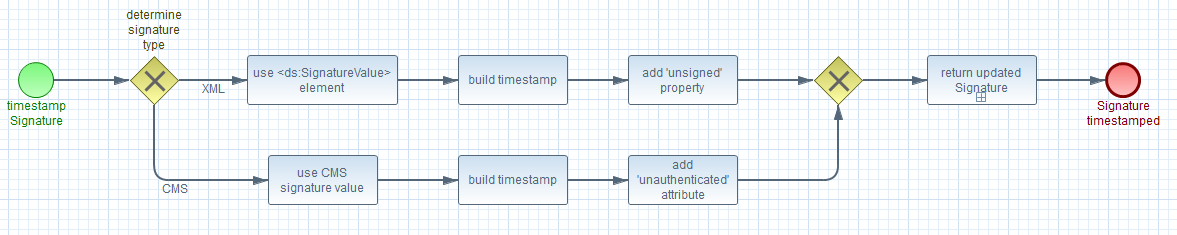 determine
signature
type
timestamp
Signature
XML
use <ds:SignatureValue>
element
build timestamp
add 'unsigned'
property
return updated
Signature
Signature
timestamped
CMS
use CMS
signature value
build timestamp
add
'unauthenticated'
attribute